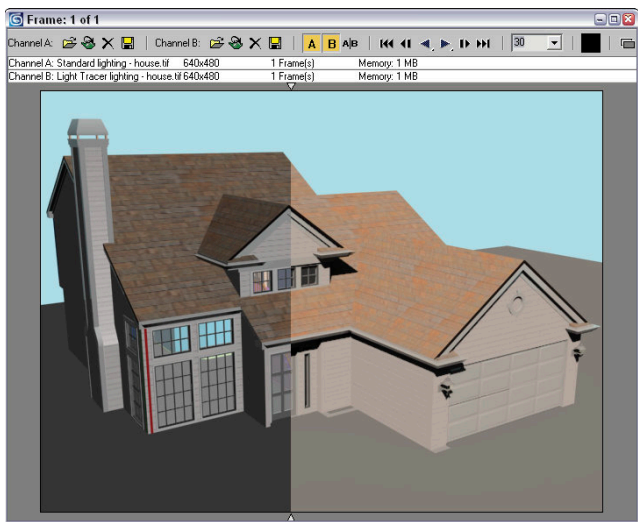 Frame: 1 of 1
Channel A: Channel B: A B A|B 30
Channel A: Standard lighting - house.tif 640x480 1 Frame(s) Memory: 1 MB
Channel B: Light Tracer lighting - house.tif 640x480 1 Frame(s) Memory: 1 MB